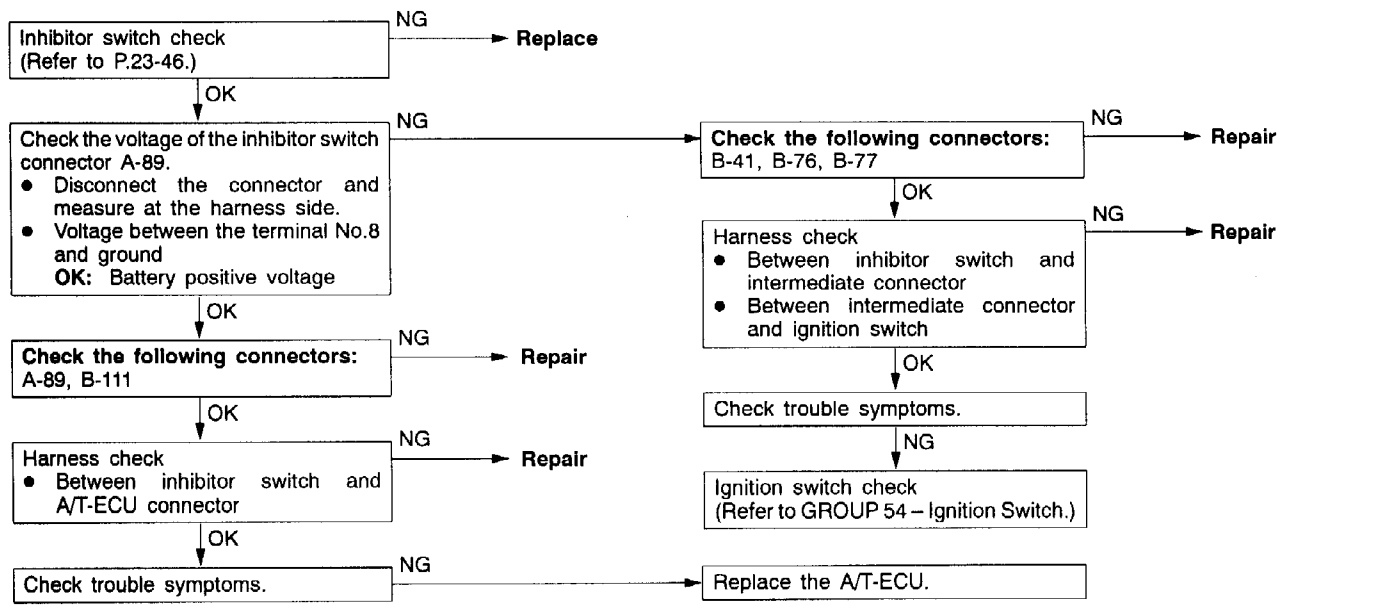 NG
Inhibitor switch check
(Refer to P.23-46.)
Replace
OK
Check the voltage of the inhibitor switch
connector A-89.
● Disconnect the connector and
measure at the harness side.
● Voltage between the terminal No.8
and ground
OK: Battery positive voltage
NG
OK
Check the following connectors:
A-89, B-111
NG
Repair
OK
Harness check
● Between inhibitor switch and
A/T-ECU connector
NG
Repair
OK
Check trouble symptoms.
NG
Replace the A/T-ECU.
Check the following connectors:
B-41, B-76, B-77
NG
Repair
OK
Harness check
● Between inhibitor switch and
intermediate connector
● Between intermediate connector
and ignition switch
NG
Repair
OK
Check trouble symptoms.
NG
Ignition switch check
(Refer to GROUP 54 – Ignition Switch.)